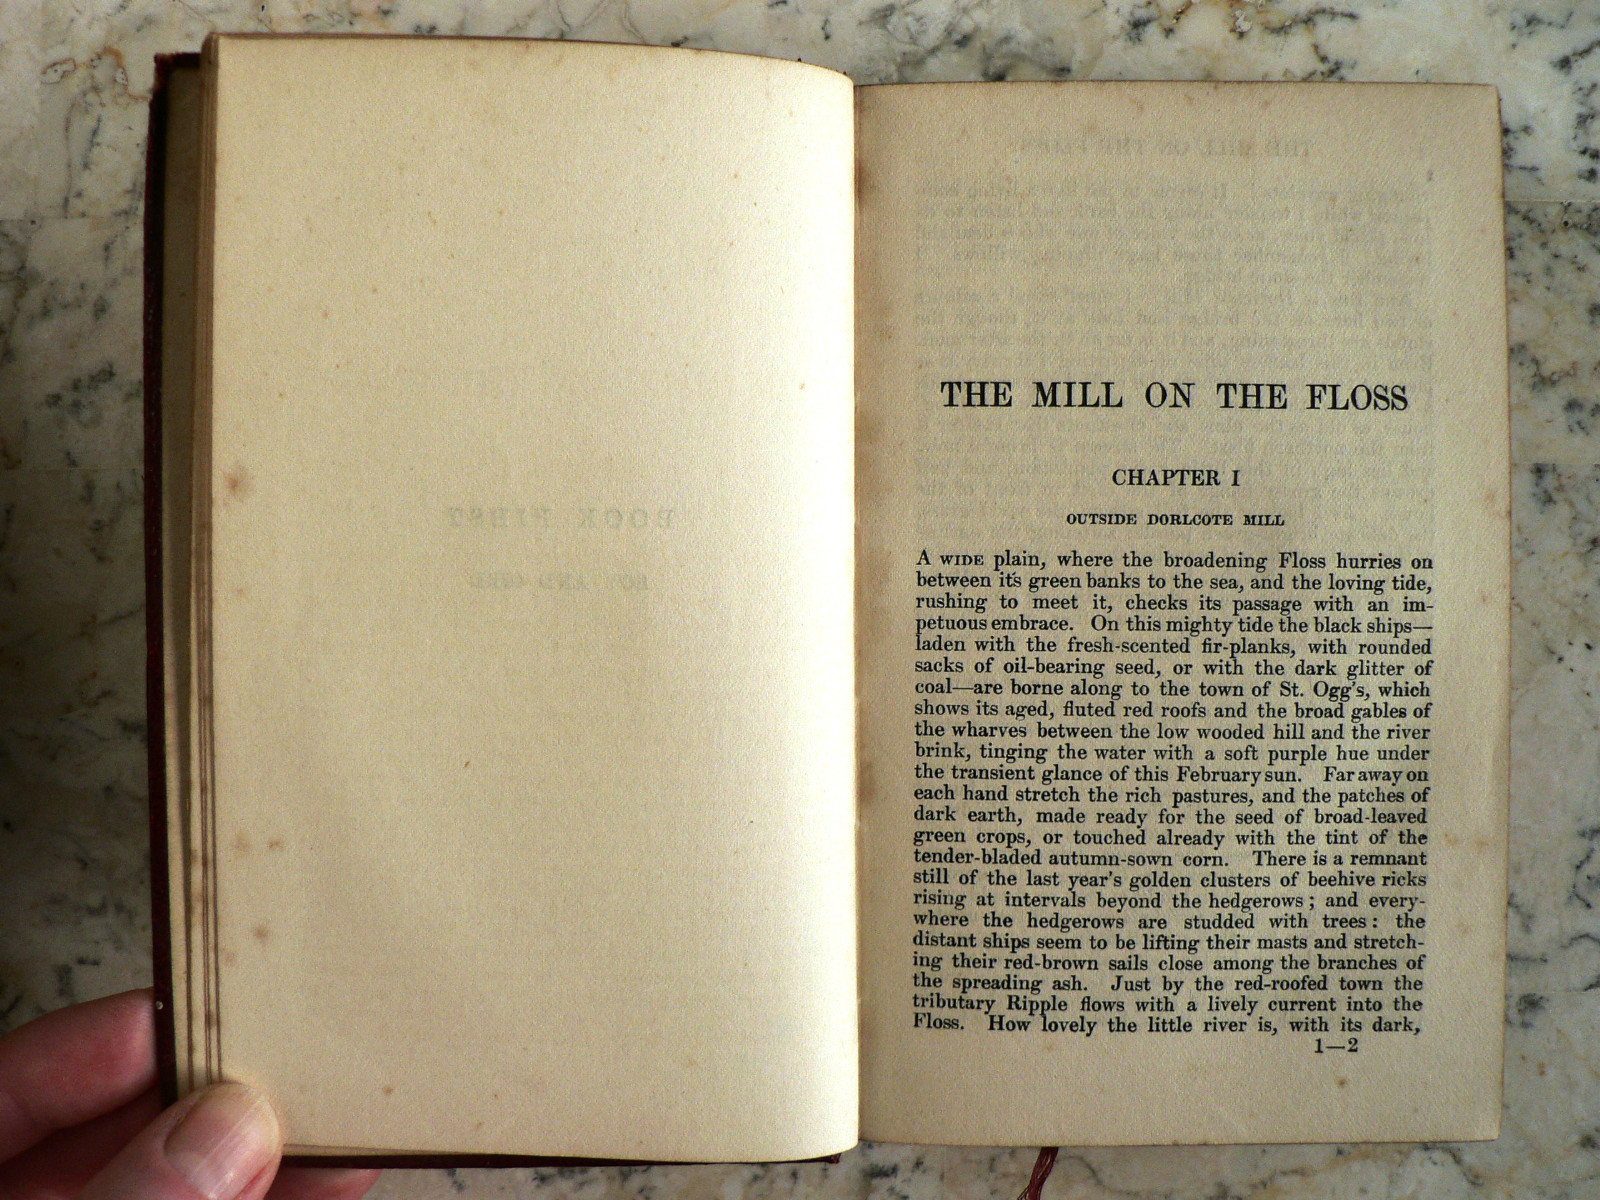 BOOK FIRST
BOY AND GIRL
THE MILL ON THE FLOSS
THE MILL ON THE FLOSS
CHAPTER I
OUTSIDE DORLCOTE MILL
A WIDE plain, where the broadening Floss hurries on
between it's green banks to the sea, and the loving tide,
rushing to meet it, checks its passage with an im-
petuous embrace. On this mighty tide the black ships—
laden with the fresh-scented fir-planks, with rounded
sacks of oil-bearing seed, or with the dark glitter of
coal—are borne along to the town of St. Ogg's, which
shows its aged, fluted red roofs and the broad gables of
the wharves between the low wooded hill and the river
brink, tinging the water with a soft purple hue under
the transient glance of this February sun. Far away on
each hand stretch the rich pastures, and the patches of
dark earth, made ready for the seed of broad-leaved
green crops, or touched already with the tint of the
tender-bladed autumn-sown corn. There is a remnant
still of the last year's golden clusters of beehive ricks
rising at intervals beyond the hedgerows; and every-
where the hedgerows are studded with trees: the
distant ships seem to be lifting their masts and stretch-
ing their red-brown sails close among the branches of
the spreading ash. Just by the red-roofed town the
tributary Ripple flows with a lively current into the
Floss. How lovely the little river is, with its dark,
1—2